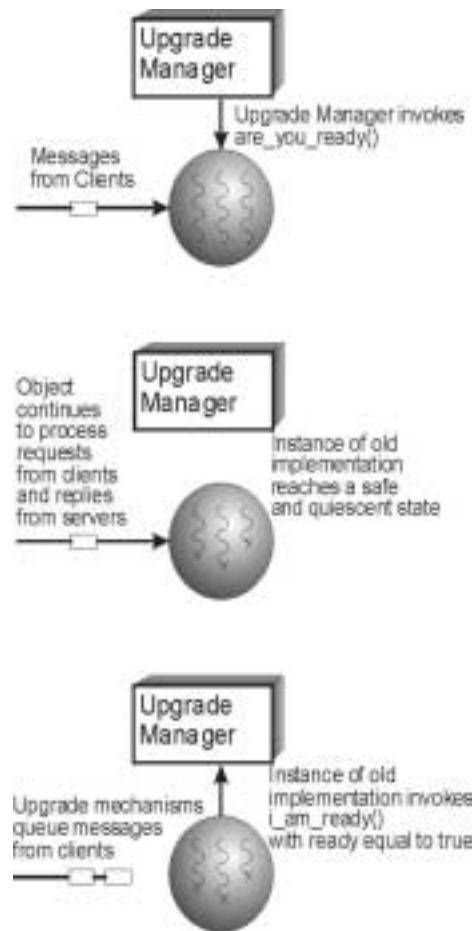 Upgrade
Manager
Upgrade Manager invokes
are_you_ready()
Messages
from Clients
Upgrade
Manager
Object
continues
to process
requests
from clients
and replies
from servers
Instance of old
implementation
reaches a safe
and quiescent state
Upgrade
Manager
Instance of old
implementation invokes
i_am_ready()
with ready equal to true
Upgrade mechanisms
queue messages
from clients